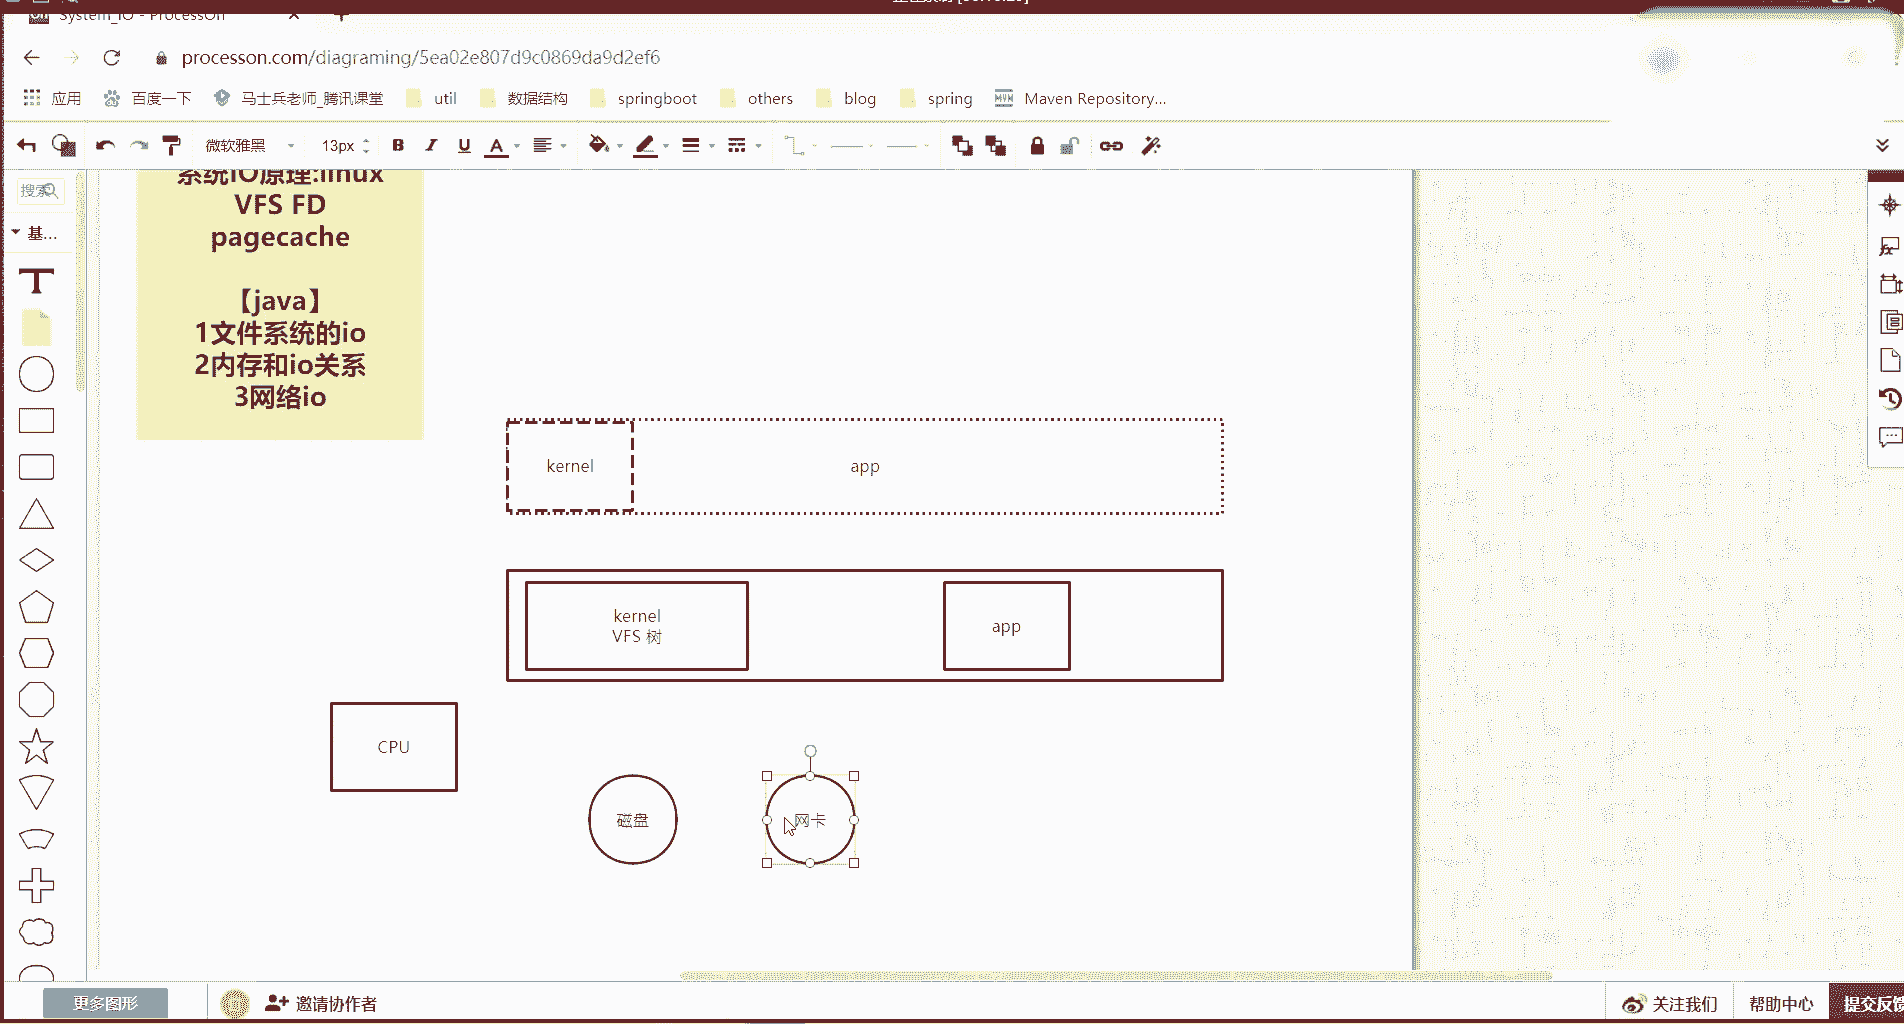 System_IO - ProcessOn
processon.com/diagraming/5ea02e807d9c0869da9d2ef6
应用
百度一下
马士兵老师_腾讯课堂
util
数据结构
springboot
others
blog
spring
Maven Repository...
微软雅黑
13px
B I U A
搜索
基...
系统IO原理:linux
VFS FD
pagecache
【java】
1文件系统的io
2内存和io关系
3网络io
kernel
app
kernel
VFS 树
app
CPU
磁盘
网卡
更多图形
邀请协作者
关注我们
帮助中心
提交反馈